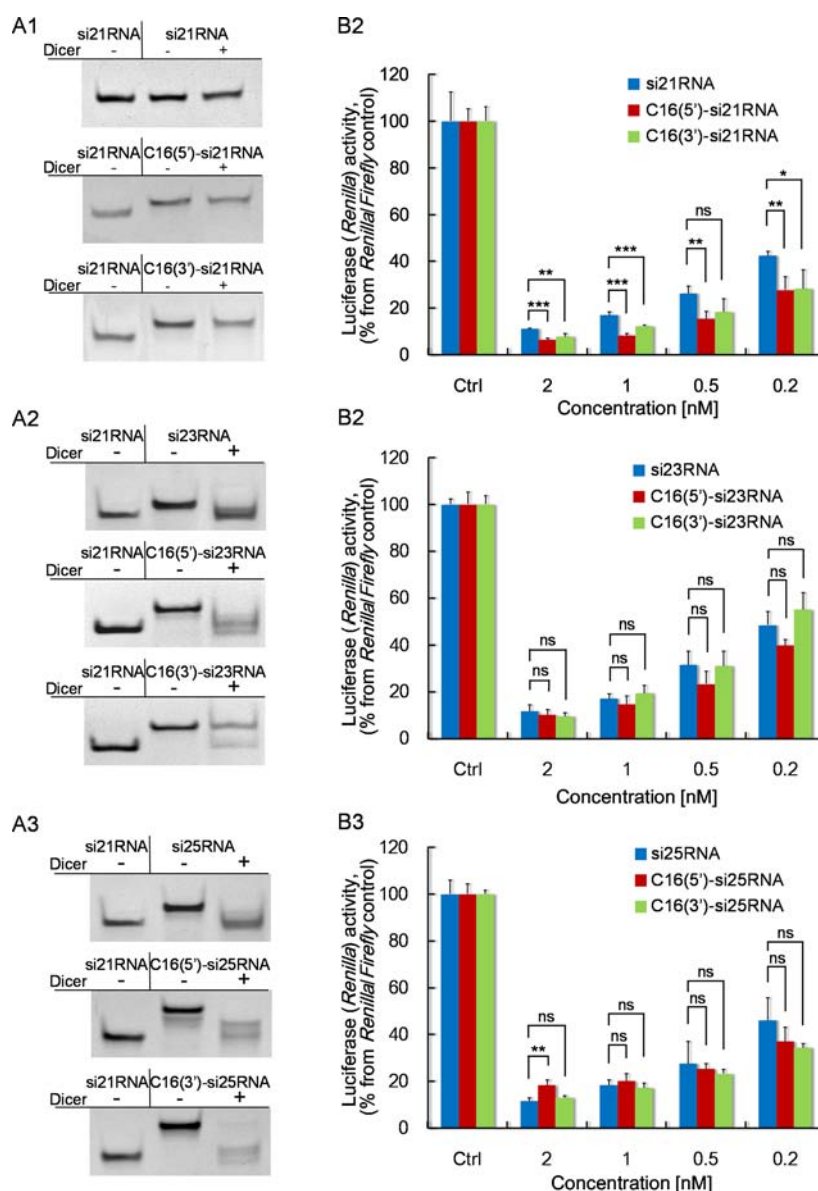 A1
si21RNA si21RNA
Dicer - - +
si21RNA C16(5')-si21RNA
- - +
si21RNA C16(3')-si21RNA
- - +
B2
Luciferase (Renilla) activity,
(% from Renilla/ Firefly control)
120
100
80
60
40
20
0
si21RNA
C16(5')-si21RNA
C16(3')-si21RNA
** *** ns *
*** *** ** **
Ctrl 2 1 0.5 0.2
Concentration [nM]
A2
si21RNA si23RNA
Dicer - - +
si21RNA C16(5')-si23RNA
- - +
si21RNA C16(3')-si23RNA
- - +
B2
Luciferase (Renilla) activity,
(% from Renilla/ Firefly control)
120
100
80
60
40
20
0
si23RNA
C16(5')-si23RNA
C16(3')-si23RNA
ns ns ns ns
ns ns ns ns
Ctrl 2 1 0.5 0.2
Concentration [nM]
A3
si21RNA si25RNA
Dicer - - +
si21RNA C16(5')-si25RNA
- - +
si21RNA C16(3')-si25RNA
Dicer - - +
B3
Luciferase (Renilla) activity,
(% from Renilla/ Firefly control)
120
100
80
60
40
20
0
si25RNA
C16(5')-si25RNA
C16(3')-si25RNA
ns ns ns ns
** ns ns ns
Ctrl 2 1 0.5 0.2
Concentration [nM]